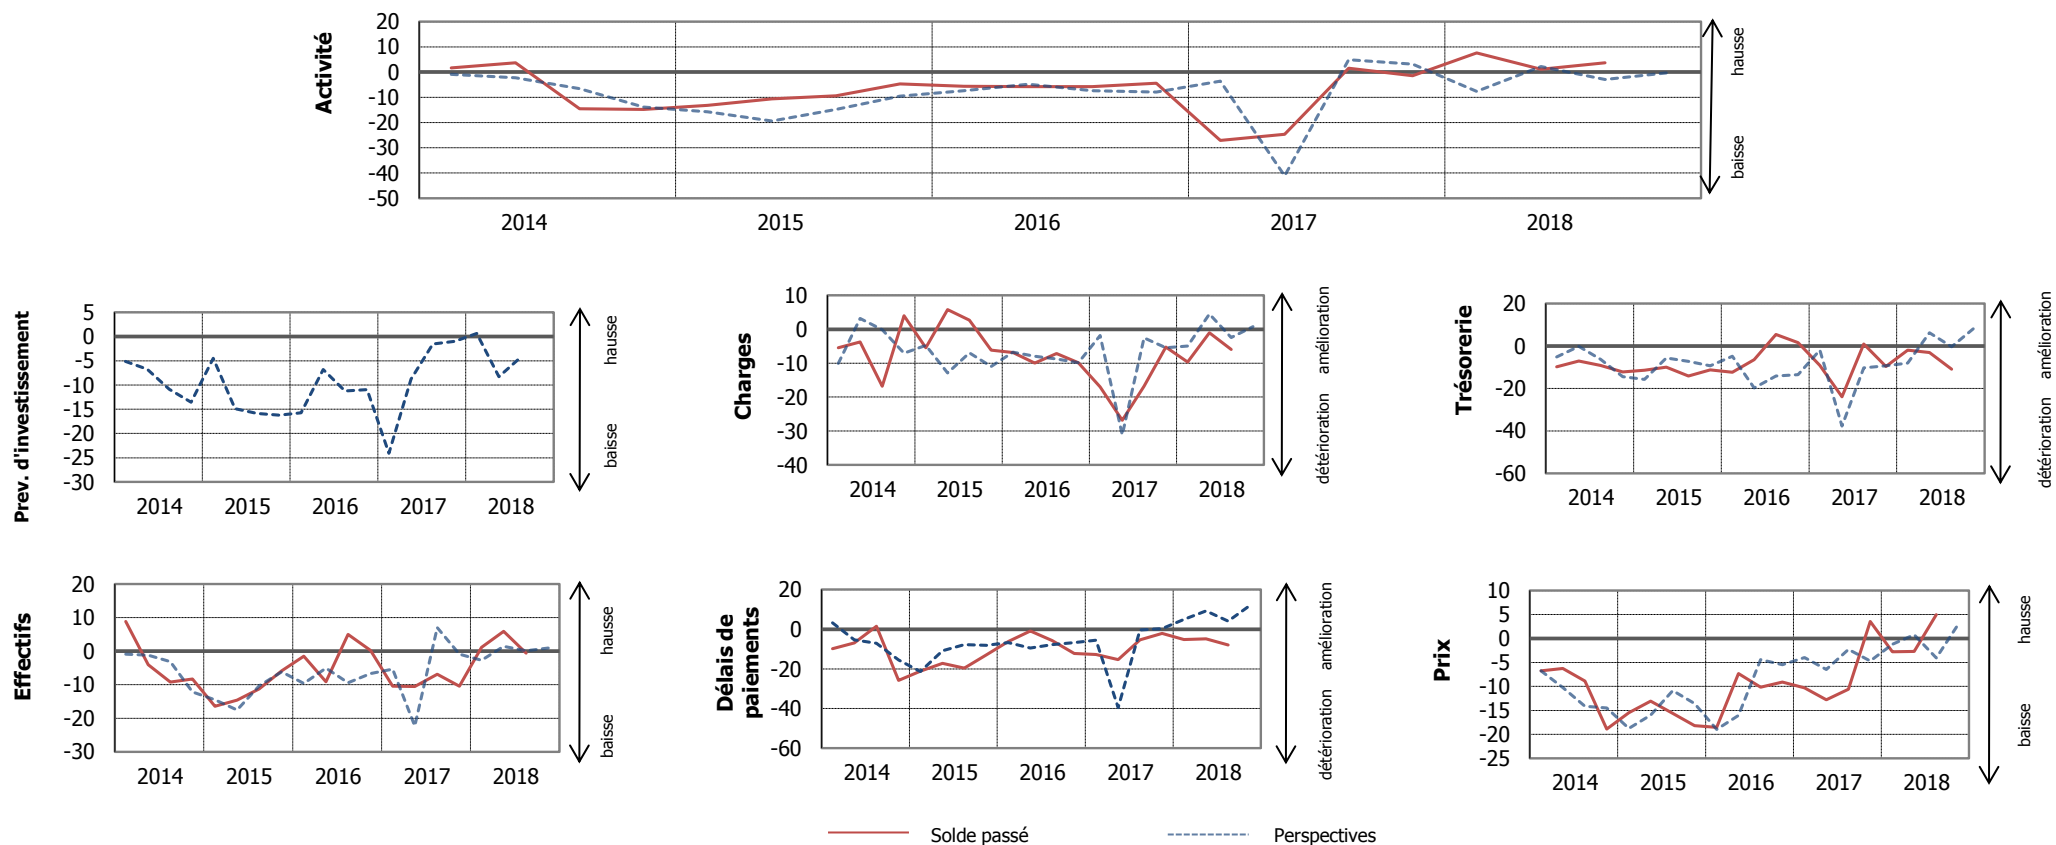 Activité
20
10
0
-10
-20
-30
-40
-50
2014 2015 2016 2017 2018
hausse
baisse
Prev. d'investissement
5
0
-5
-10
-15
-20
-25
-30
2014 2015 2016 2017 2018
hausse
baisse
Charges
10
0
-10
-20
-30
-40
2014 2015 2016 2017 2018
amélioration
détérioration
Trésorerie
20
0
-20
-40
-60
2014 2015 2016 2017 2018
amélioration
détérioration
Effectifs
20
10
0
-10
-20
-30
2014 2015 2016 2017 2018
hausse
baisse
Délais de
paiements
20
0
-20
-40
-60
2014 2015 2016 2017 2018
amélioration
détérioration
Prix
10
5
0
-5
-10
-15
-20
-25
2014 2015 2016 2017 2018
hausse
baisse
Solde passé Perspectives